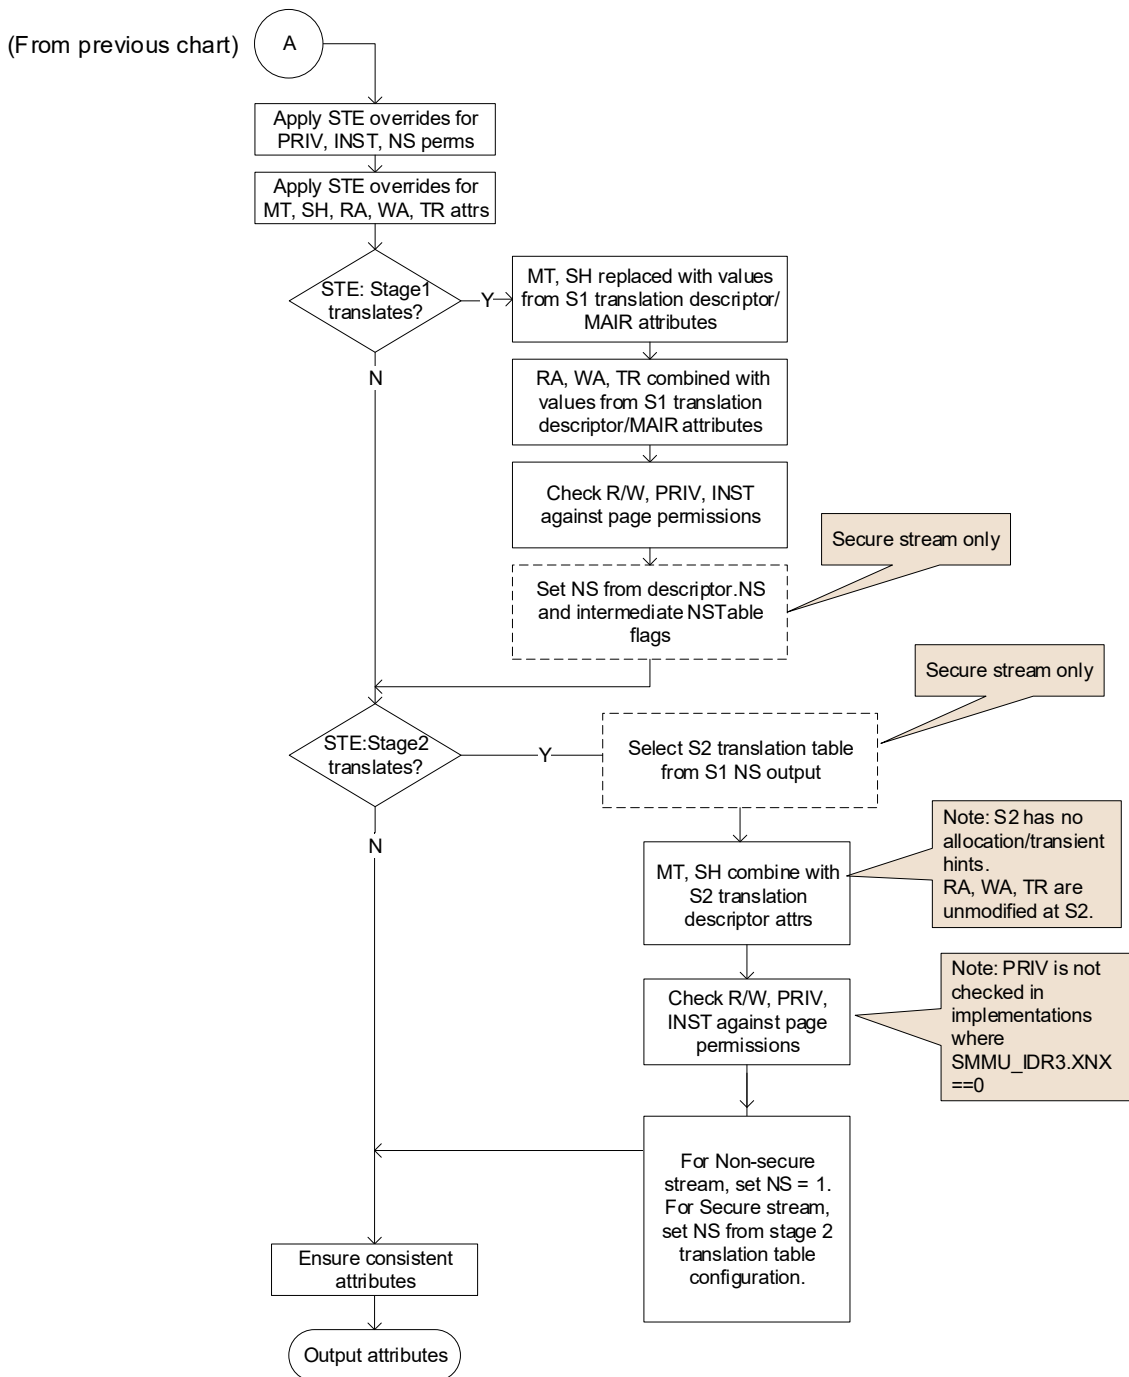 (From previous chart)
A
Apply STE overrides for
PRIV, INST, NS perms
Apply STE overrides for
MT, SH, RA, WA, TR attrs
STE: Stage1
translates?
Y
MT, SH replaced with values
from S1 translation descriptor/
MAIR attributes
N
RA, WA, TR combined with
values from S1 translation
descriptor/MAIR attributes
Check R/W, PRIV, INST
against page permissions
Secure stream only
Set NS from descriptor.NS
and intermediate NSTable
flags
Secure stream only
STE:Stage2
translates?
Y
Select S2 translation table
from S1 NS output
N
Note: S2 has no
allocation/transient
hints.
RA, WA, TR are
unmodified at S2.
MT, SH combine with
S2 translation
descriptor attrs
Note: PRIV is not
checked in
implementations
where
SMMU_IDR3.XNX
==0
Check R/W, PRIV,
INST against page
permissions
For Non-secure
stream, set NS = 1.
For Secure stream,
set NS from stage 2
translation table
configuration.
Ensure consistent
attributes
Output attributes